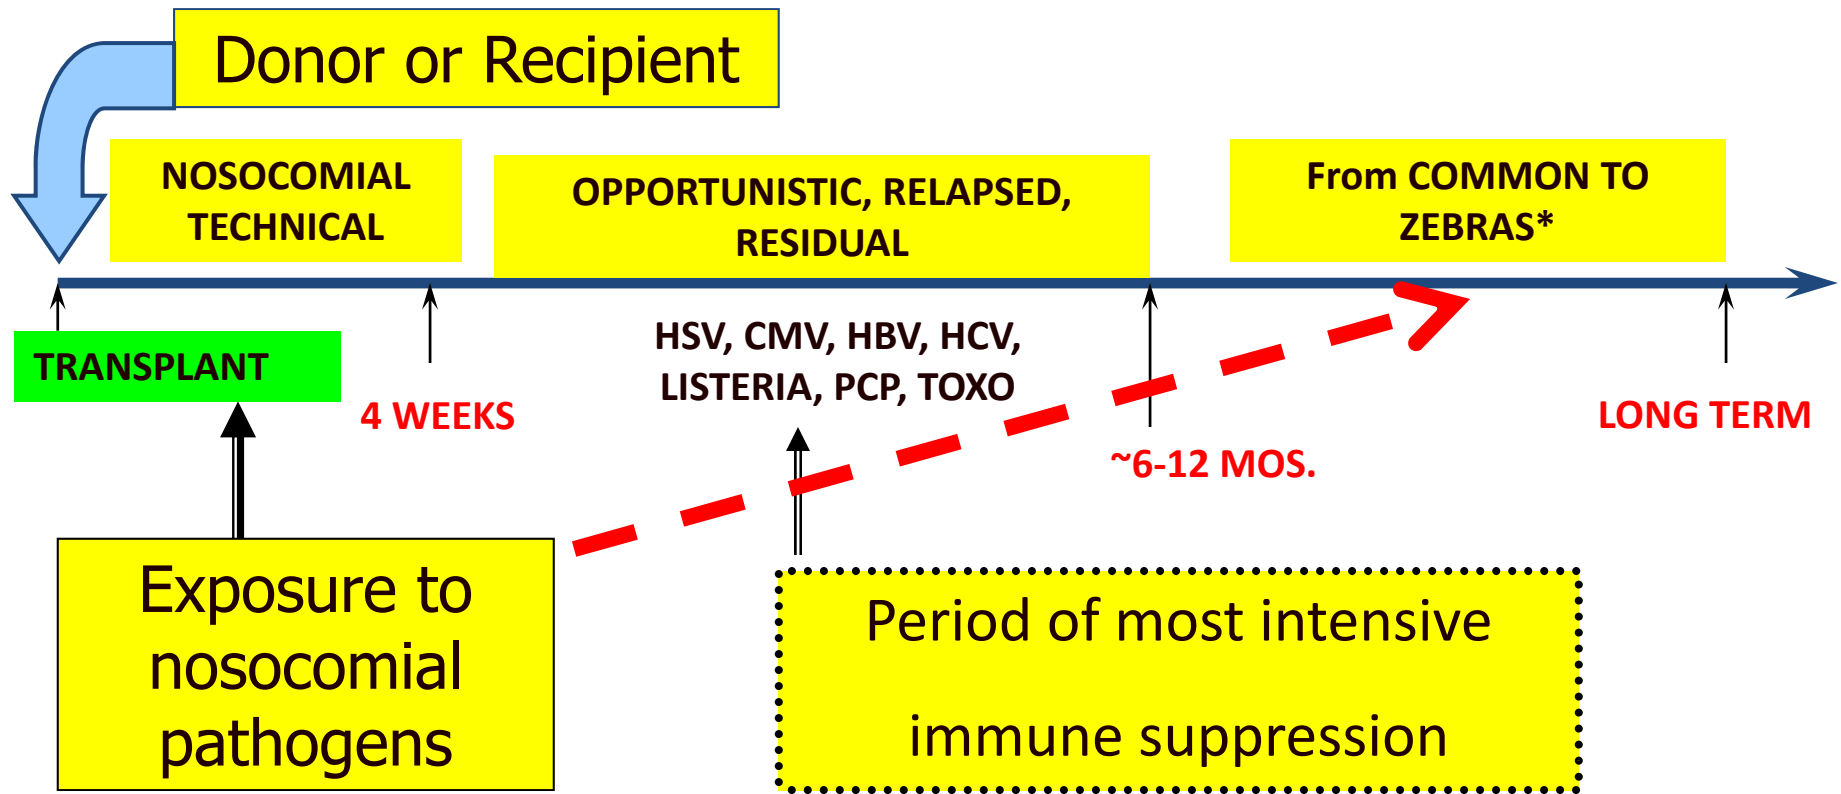 Donor or Recipient
NOSOCOMIAL
TECHNICAL
OPPORTUNISTIC, RELAPSED,
RESIDUAL
From COMMON TO
ZEBRAS*
TRANSPLANT
4 WEEKS
HSV, CMV, HBV, HCV,
LISTERIA, PCP, TOXO
~6-12 MOS.
LONG TERM
Exposure to
nosocomial
pathogens
Period of most intensive
immune suppression